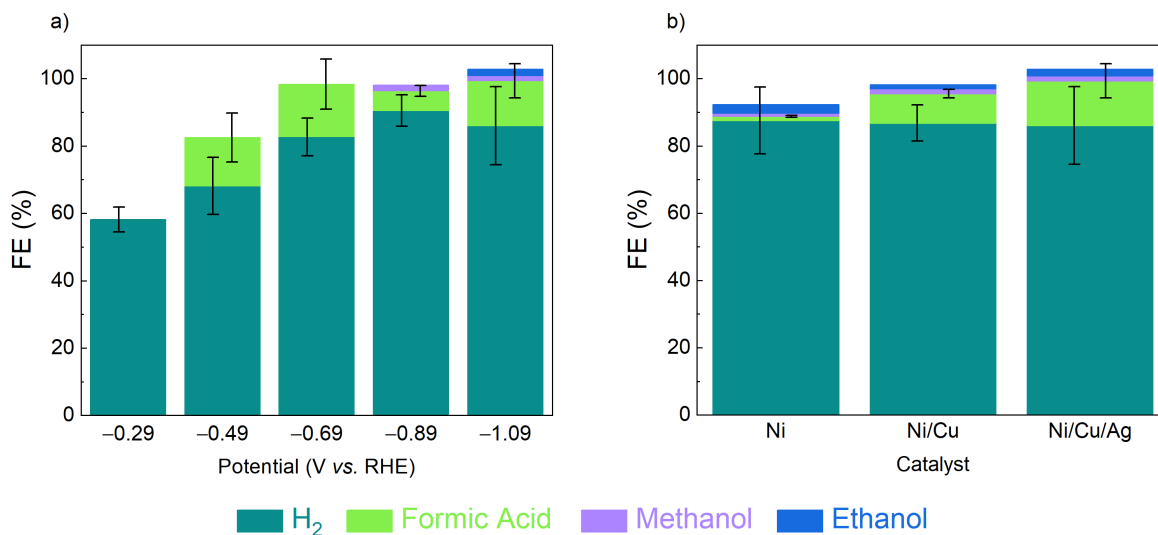 a)
FE (%)
100
80
60
40
20
0
–0.29 –0.49 –0.69 –0.89 –1.09
Potential (V vs. RHE)
b)
FE (%)
100
80
60
40
20
0
Ni Ni/Cu Ni/Cu/Ag
Catalyst
H₂ Formic Acid Methanol Ethanol